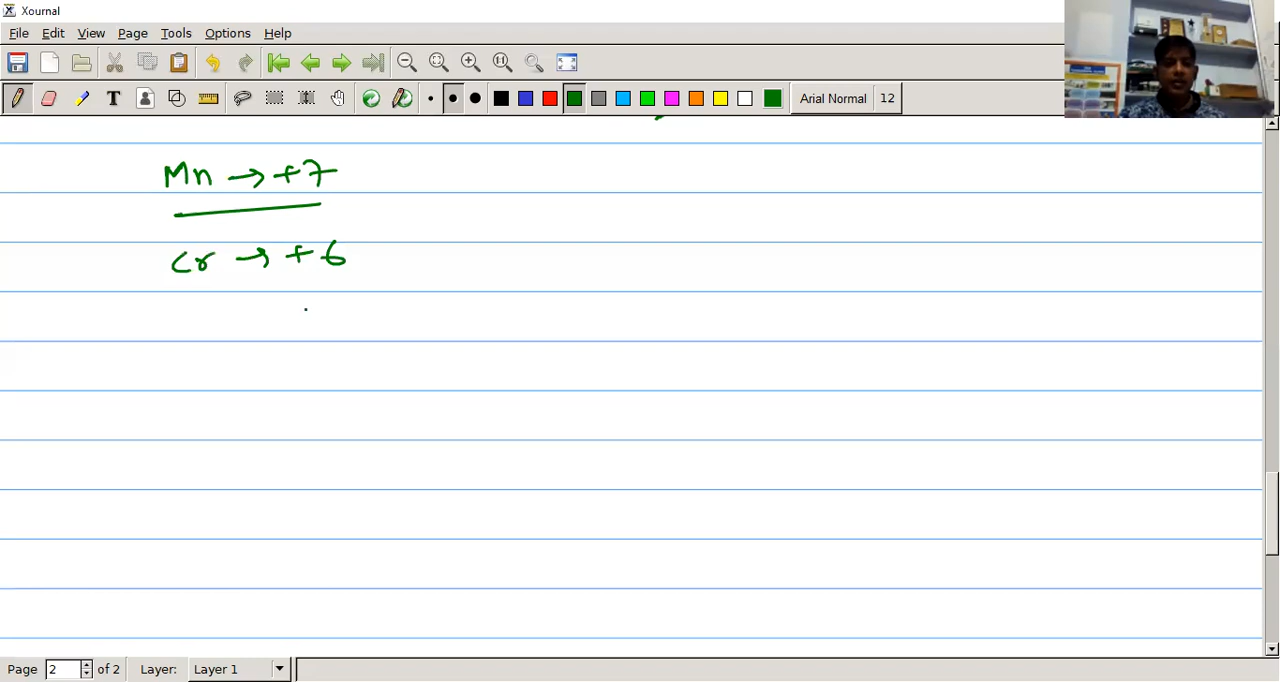 Xournal
File Edit View Page Tools Options Help
Arial Normal 12
Mn → +7
Cr → +6
Page 2 of 2 Layer: Layer 1